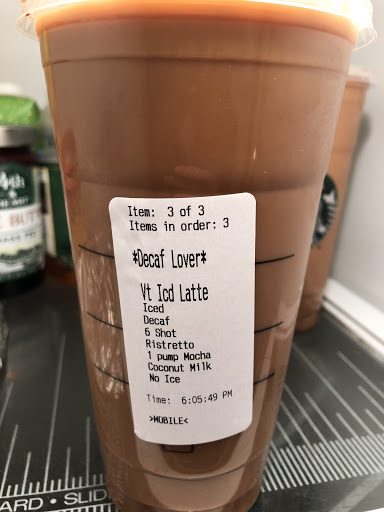 Item: 3 of 3
Items in order: 3
*Decaf Lover*
Vt Icd Latte
Iced
Decaf
6 Shot
Ristretto
1 pump Mocha
Coconut Milk
No Ice
Time: 6:05:49 PM
>MOBILE<